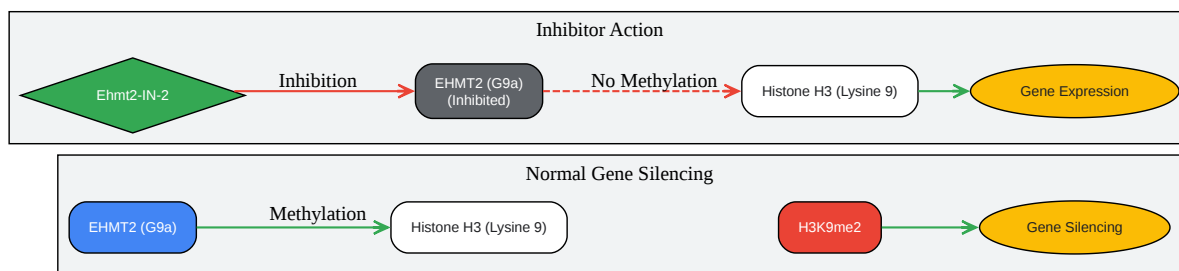 Inhibitor Action
Ehmt2-IN-2
Inhibition
EHMT2 (G9a)
(Inhibited)
No Methylation
Histone H3 (Lysine 9)
Gene Expression
Normal Gene Silencing
EHMT2 (G9a)
Methylation
Histone H3 (Lysine 9)
H3K9me2
Gene Silencing